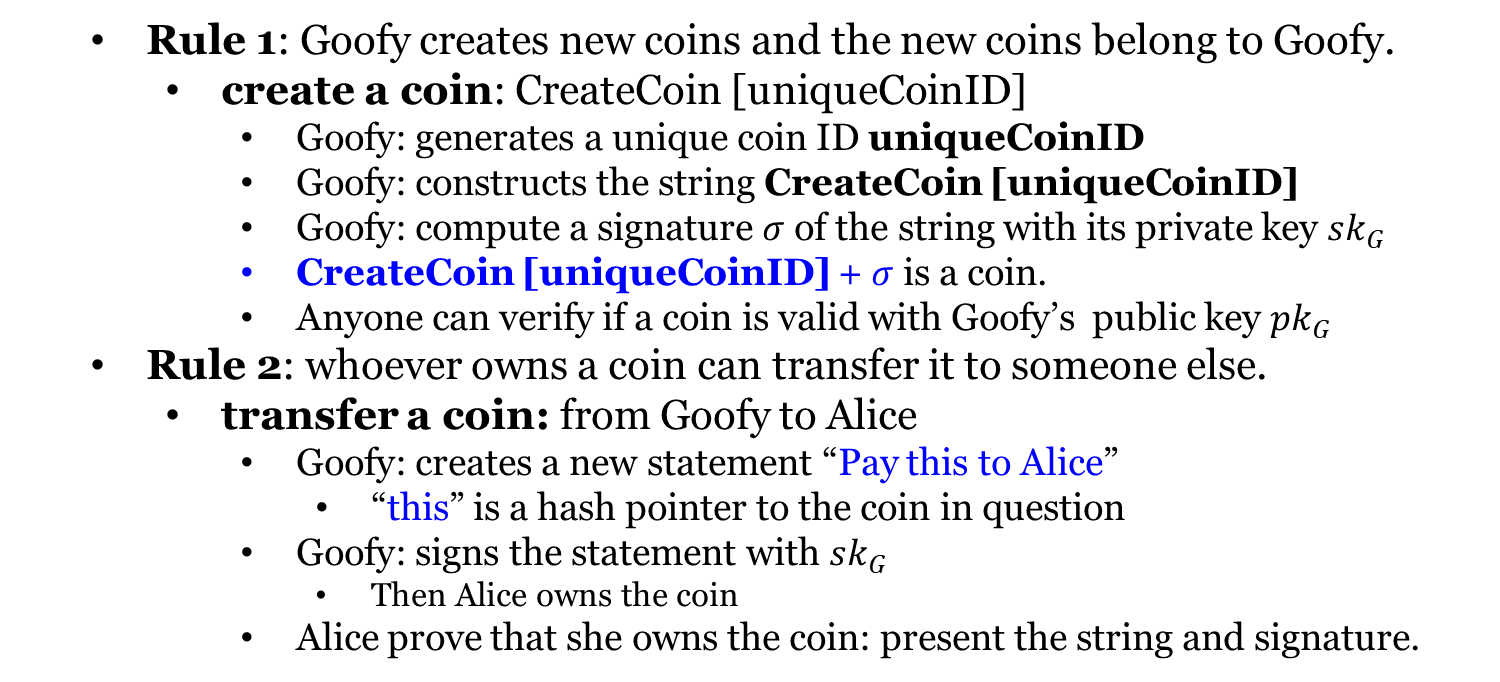 • Rule 1: Goofy creates new coins and the new coins belong to Goofy.
• create a coin: CreateCoin [uniqueCoinID]
• Goofy: generates a unique coin ID uniqueCoinID
• Goofy: constructs the string CreateCoin [uniqueCoinID]
• Goofy: compute a signature σ of the string with its private key sk_G
• CreateCoin [uniqueCoinID] + σ is a coin.
• Anyone can verify if a coin is valid with Goofy’s public key pk_G
• Rule 2: whoever owns a coin can transfer it to someone else.
• transfer a coin: from Goofy to Alice
• Goofy: creates a new statement “Pay this to Alice”
• “this” is a hash pointer to the coin in question
• Goofy: signs the statement with sk_G
• Then Alice owns the coin
• Alice prove that she owns the coin: present the string and signature.